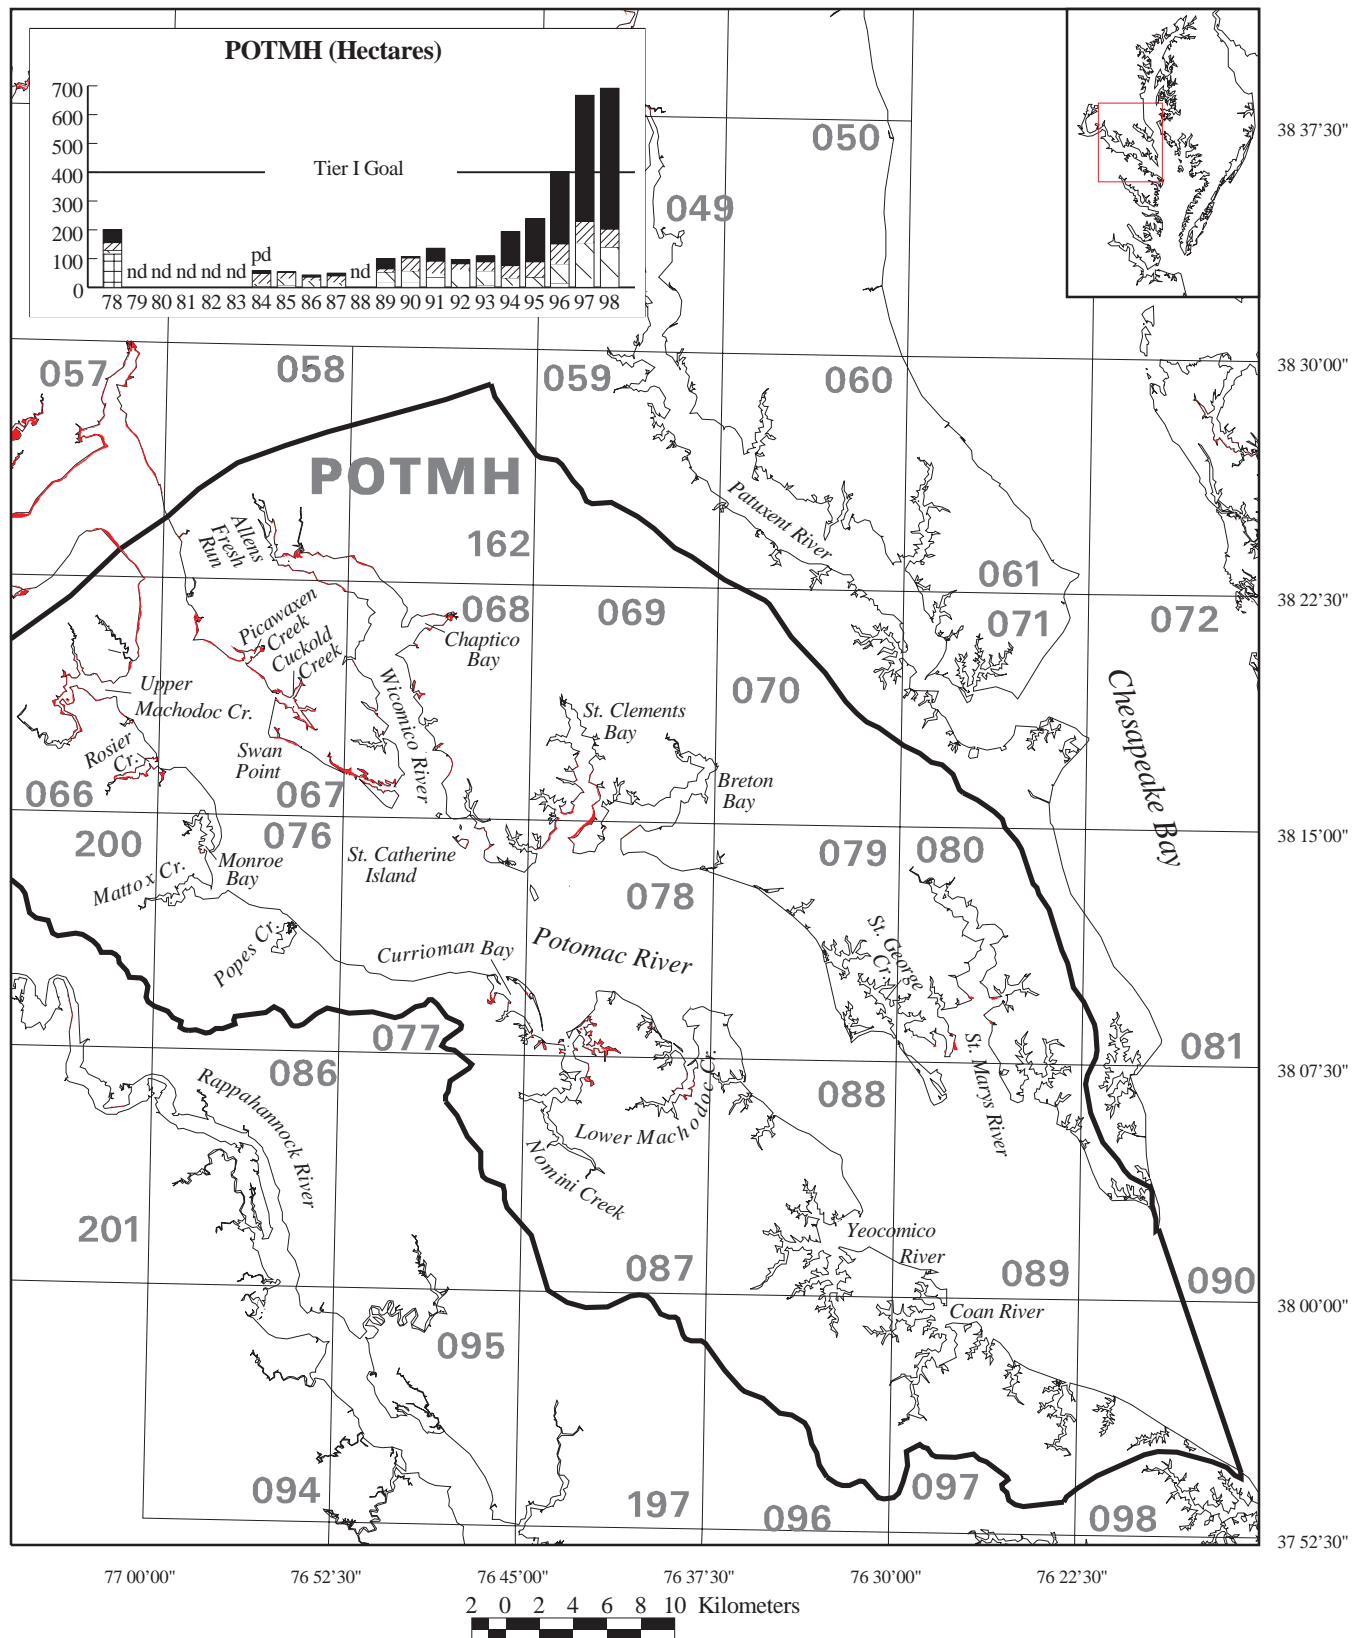 POTMH (Hectares)
700
600
500
400
300
200
100
0
Tier I Goal
nd nd nd nd nd
pd
nd
78 79 80 81 82 83 84 85 86 87 88 89 90 91 92 93 94 95 96 97 98
050
049
38 37'30"
057
058
059
060
38 30'00"
POTMH
162
Allens
Fresh
Run
Patuxent River
061
38 22'30"
068
069
071
072
Picawaxen
Creek
Cuckold
Creek
Chaptico
Bay
070
Upper
Machodoc Cr.
Wicomico River
St. Clements
Bay
Chesapeake Bay
Rosier
Cr.
Swan
Point
Breton
Bay
066
067
38 15'00"
200
076
079
080
Monroe
Bay
Mattox Cr.
St. Catherine
Island
078
Popes Cr.
Currioman Bay
Potomac River
St. George
Cr.
077
081
38 07'30"
086
088
St. Marys River
Rappahannock River
Lower Machodoc Cr.
Nomini Creek
201
Yeocomico
River
087
089
090
38 00'00"
Coan River
095
094
197
096
097
098
37 52'30"
77 00'00"
76 52'30"
76 45'00"
76 37'30"
76 30'00"
76 22'30"
2 0 2 4 6 8 10 Kilometers